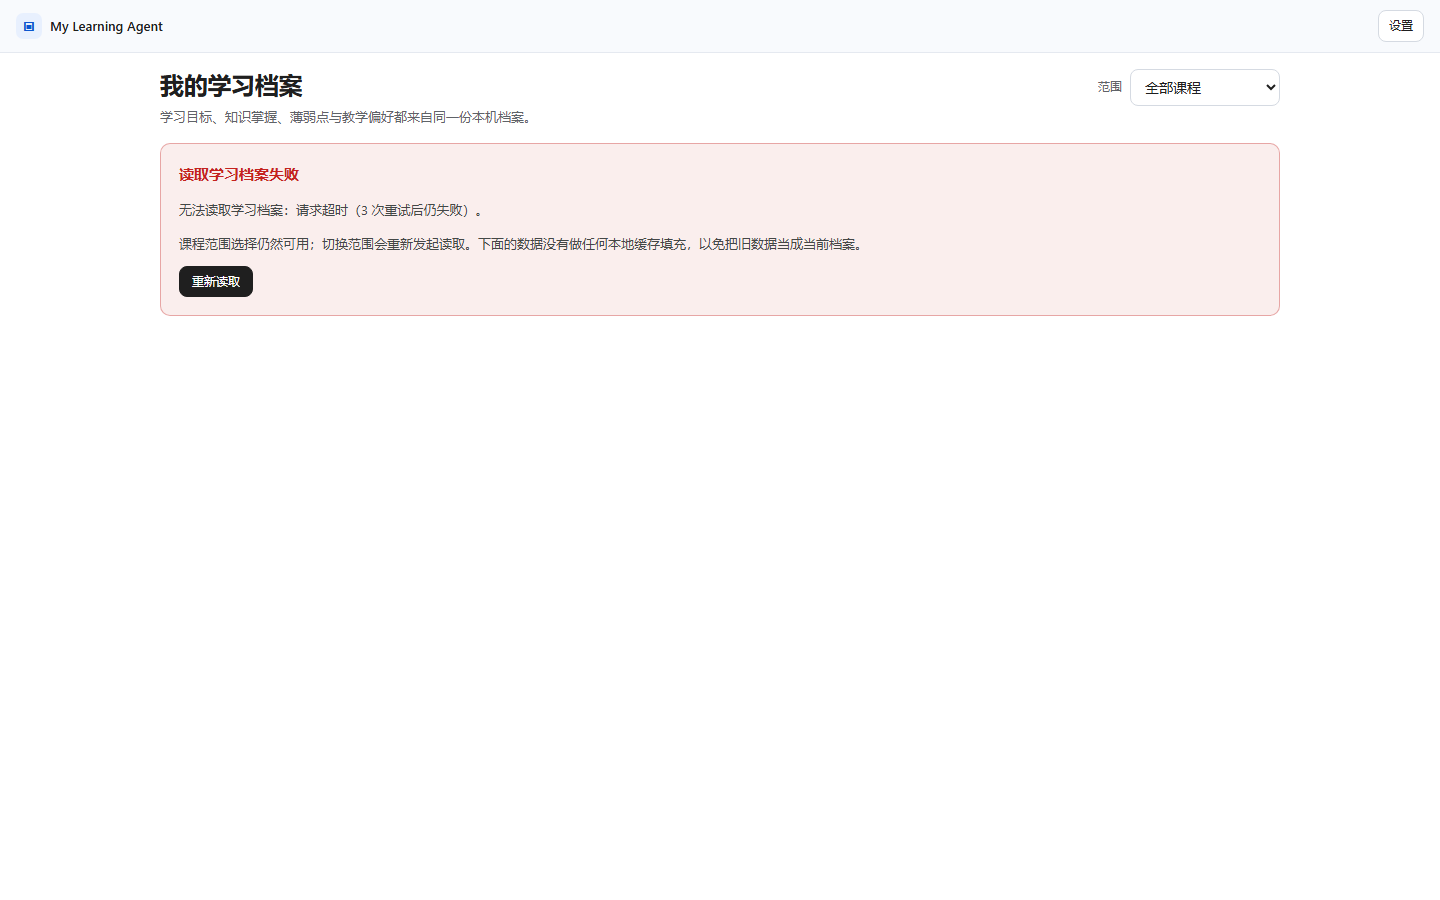 My Learning Agent
设置
我的学习档案
范围
全部课程
学习目标、知识掌握、薄弱点与教学偏好都来自同一份本机档案。
读取学习档案失败
无法读取学习档案：请求超时（3 次重试后仍失败）。
课程范围选择仍然可用；切换范围会重新发起读取。下面的数据没有做任何本地缓存填充，以免把旧数据当成当前档案。
重新读取